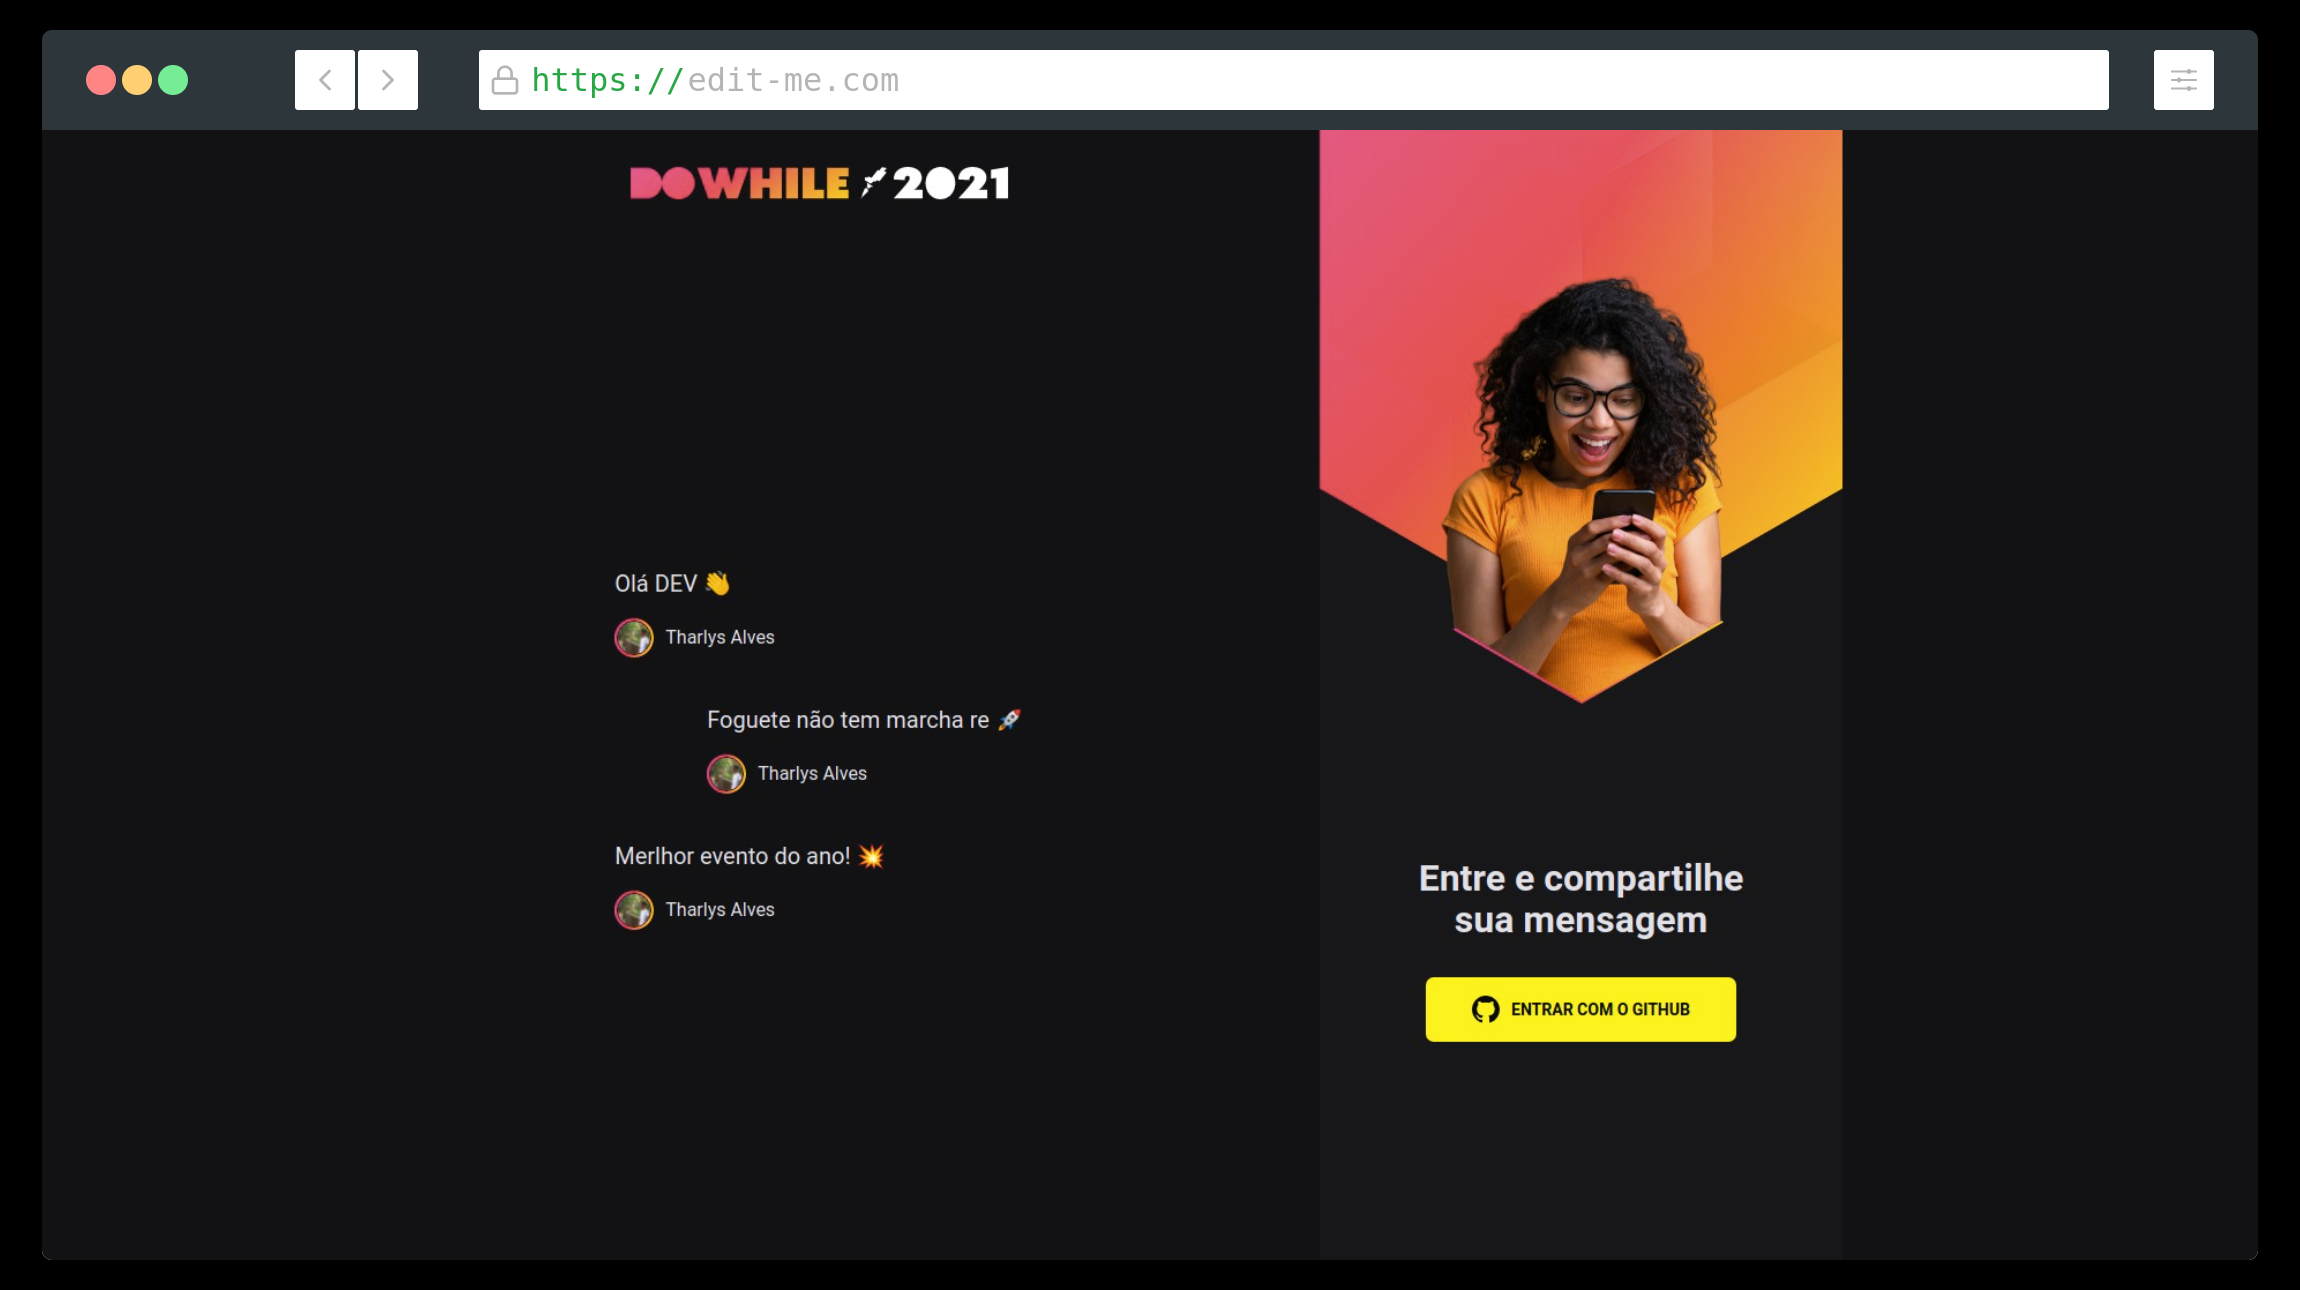 https://edit-me.com
DOWHILE 2021
Olá DEV 👋
Tharlys Alves
Foguete não tem marcha re 🚀
Tharlys Alves
Merlhor evento do ano! 💥
Tharlys Alves
Entre e compartilhe
sua mensagem
ENTRAR COM O GITHUB